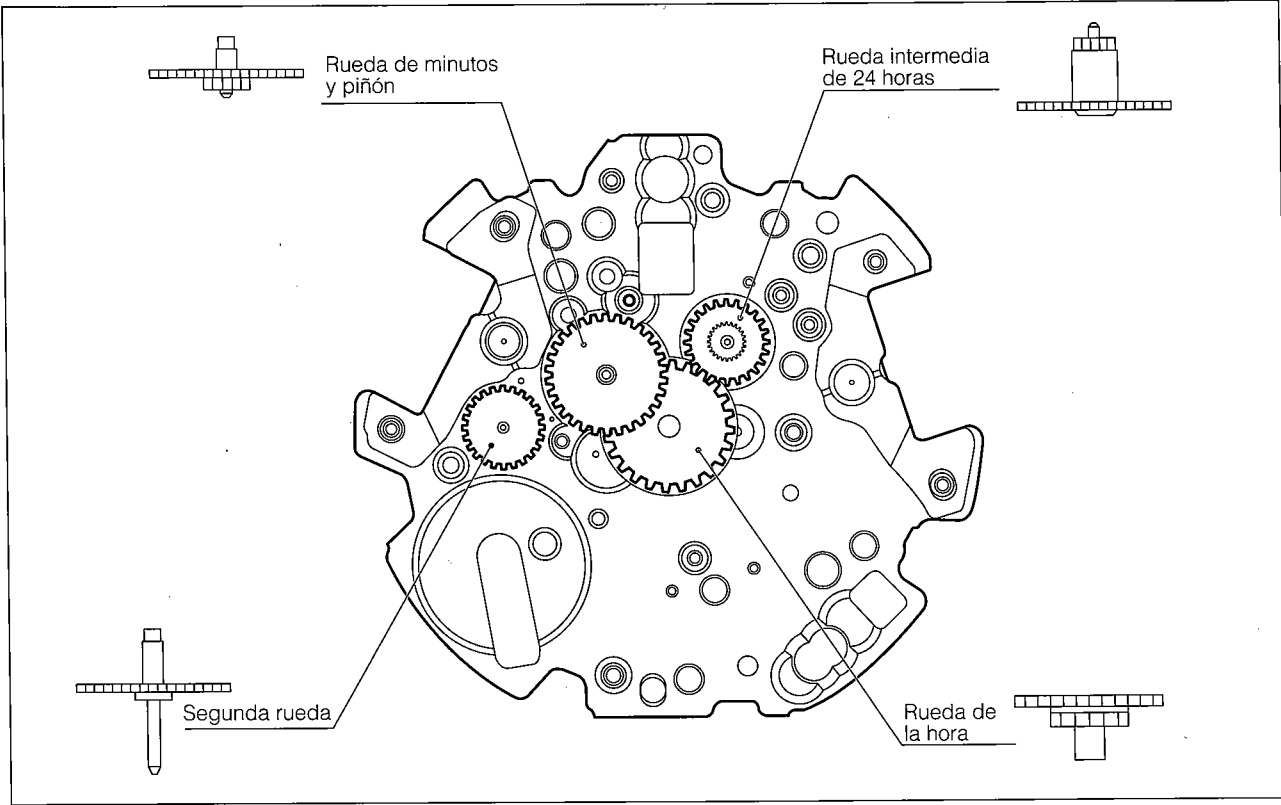 Rueda de minutos
y piñón
Rueda intermedia
de 24 horas
Segunda rueda
Rueda de
la hora